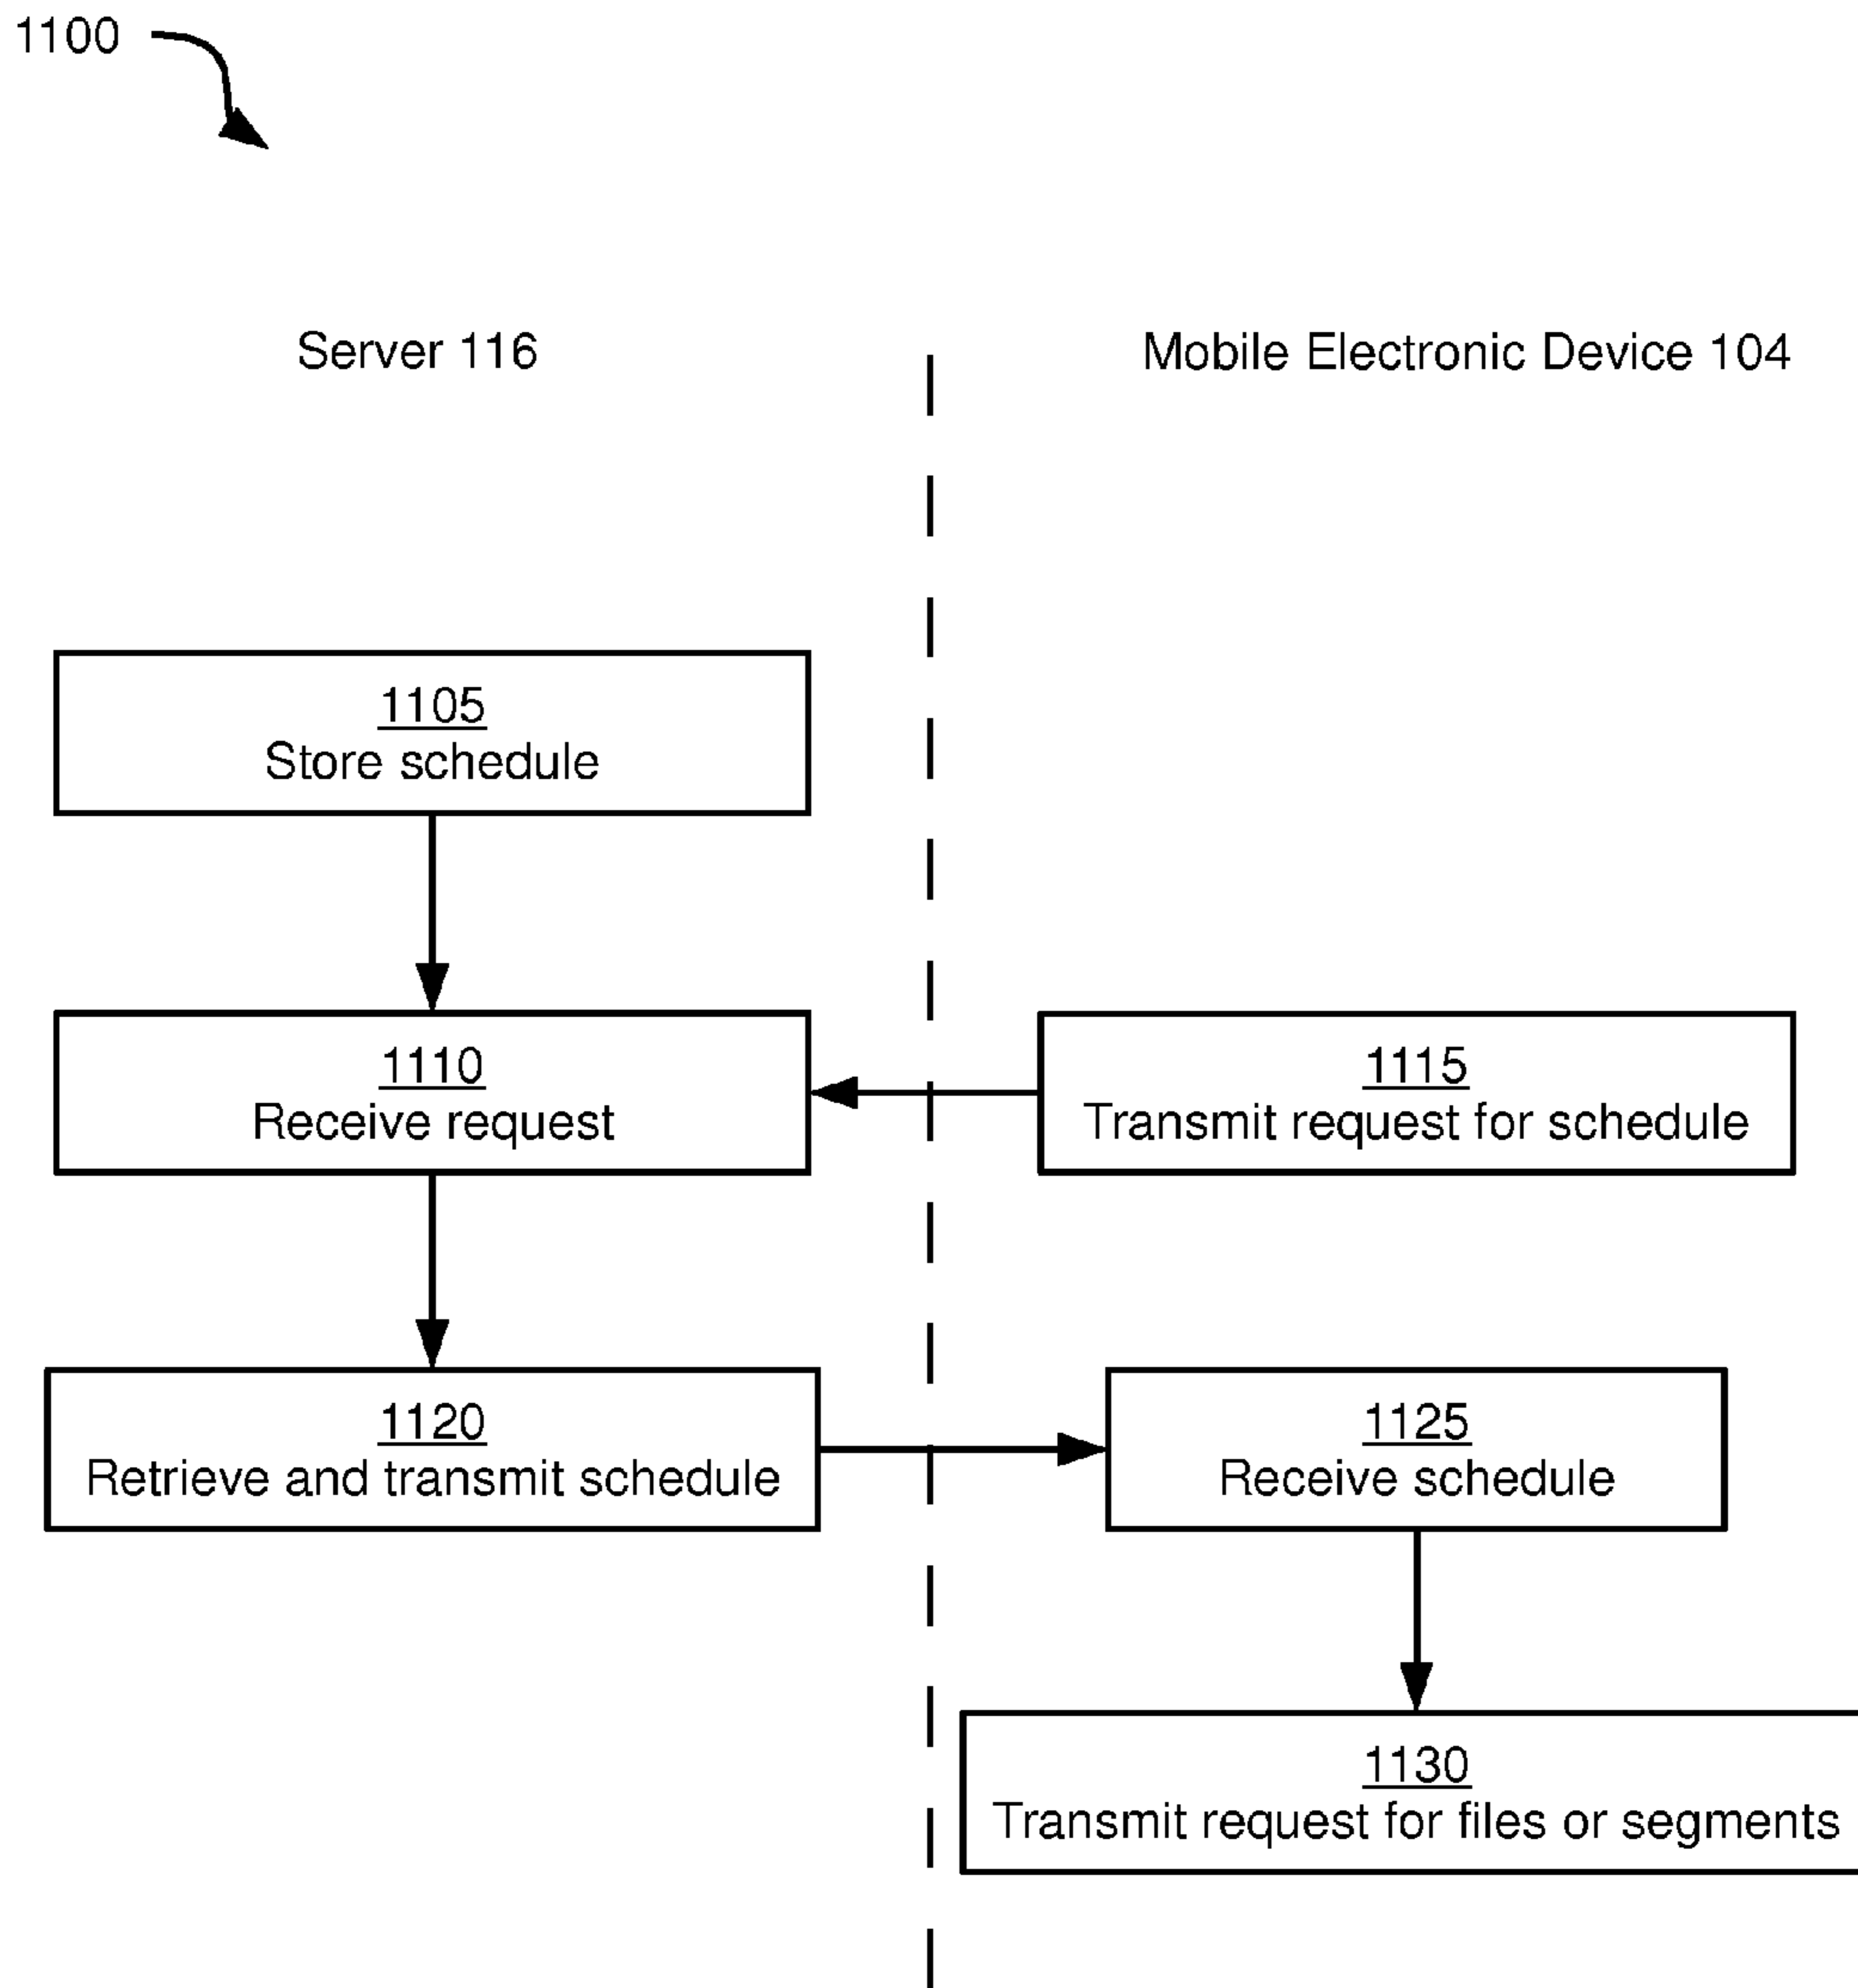 1100
Server 116
Mobile Electronic Device 104
1105
Store schedule
1110
Receive request
1115
Transmit request for schedule
1120
Retrieve and transmit schedule
1125
Receive schedule
1130
Transmit request for files or segments